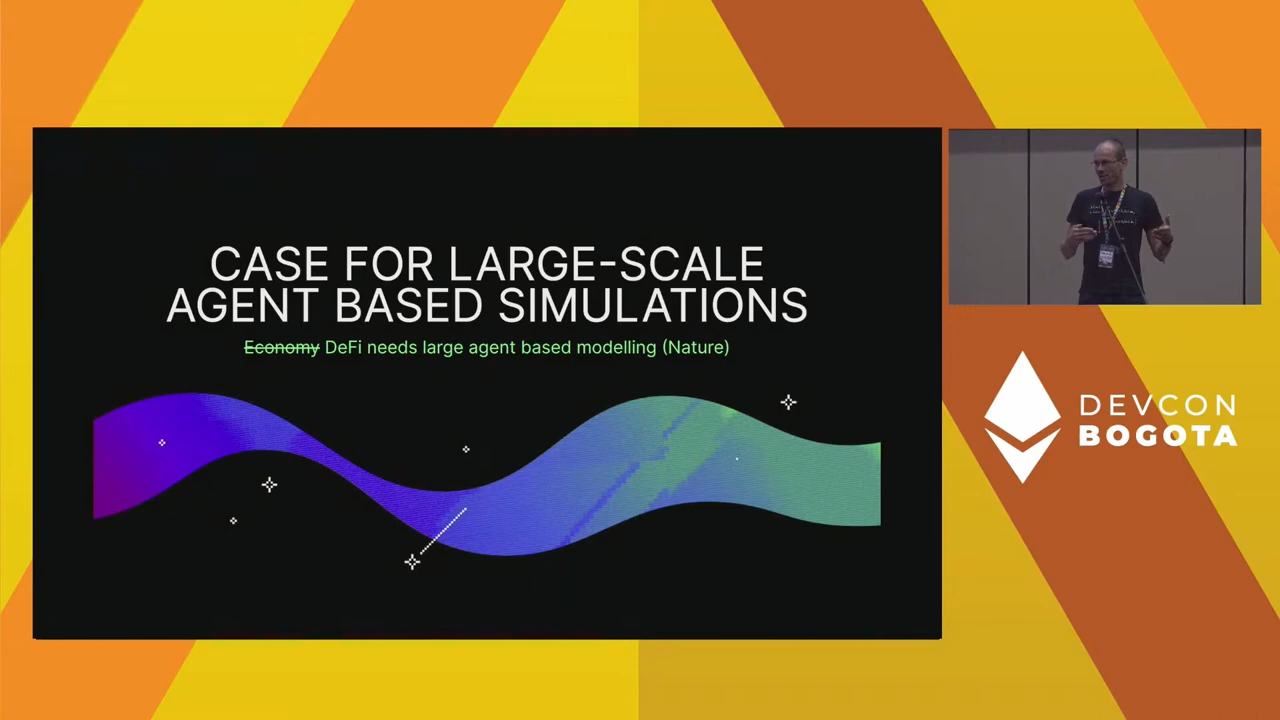 CASE FOR LARGE-SCALE
AGENT BASED SIMULATIONS
Economy DeFi needs large agent based modelling (Nature)
DEVCON
BOGOTA